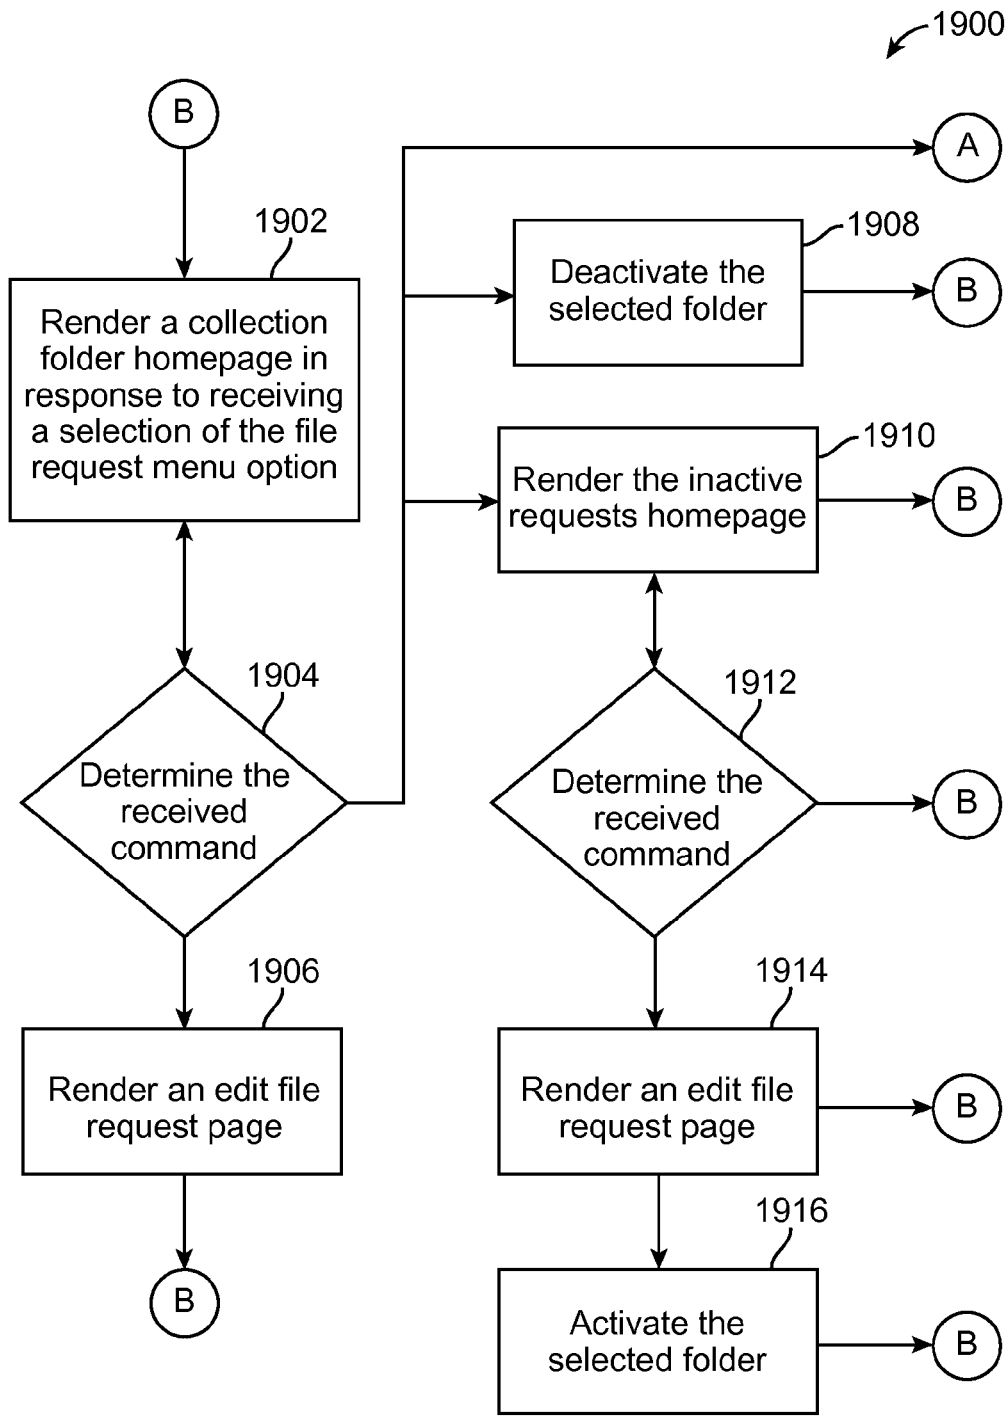 1900
B
A
1902
Render a collection
folder homepage in
response to receiving
a selection of the file
request menu option
1908
Deactivate the
selected folder
B
1910
Render the inactive
requests homepage
B
1904
Determine the
received
command
1912
Determine the
received
command
B
1906
Render an edit file
request page
B
1914
Render an edit file
request page
B
1916
Activate the
selected folder
B